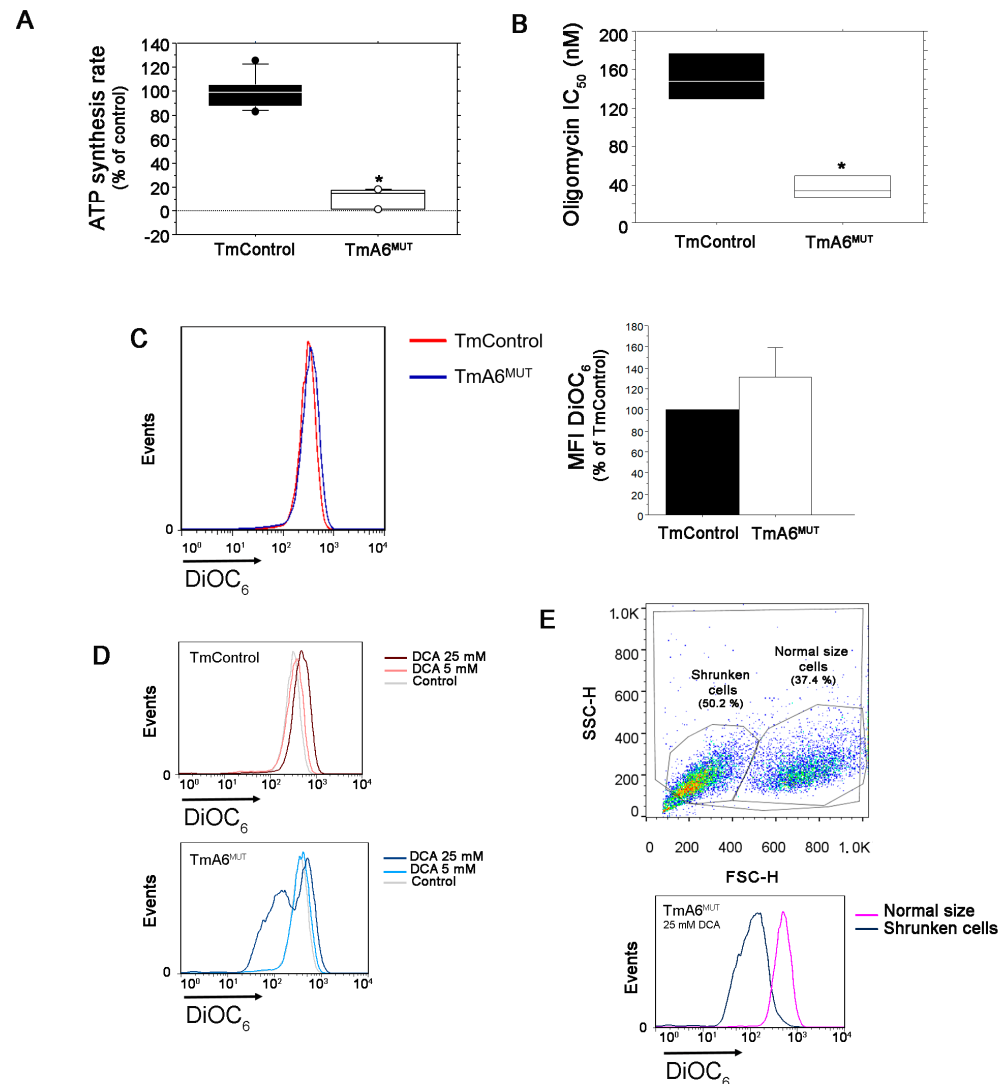 A
ATP synthesis rate
(% of control)
140
120
100
80
60
40
20
0
-20
*
TmControl
TmA6MUT
B
Oligomycin IC50 (nM)
200
160
120
80
40
0
*
TmControl
TmA6MUT
C
Events
0
10⁰ 10¹ 10² 10³ 10⁴
DiOC6
TmControl
TmA6MUT
MFI DiOC6
(% of TmControl)
180
160
140
120
100
80
60
40
20
0
TmControl
TmA6MUT
D
TmControl
Events
0
10⁰ 10¹ 10² 10³ 10⁴
DiOC6
DCA 25 mM
DCA 5 mM
Control
TmA6MUT
Events
0
10⁰ 10¹ 10² 10³ 10⁴
DiOC6
DCA 25 mM
DCA 5 mM
Control
E
SSC-H
1.0K
800
600
400
200
0
Shrunken
cells
(50.2 %)
Normal size
cells
(37.4 %)
0 200 400 600 800 1.0K
FSC-H
TmA6MUT
25 mM DCA
Events
0
10⁰ 10¹ 10² 10³ 10⁴
DiOC6
Normal size
Shrunken cells